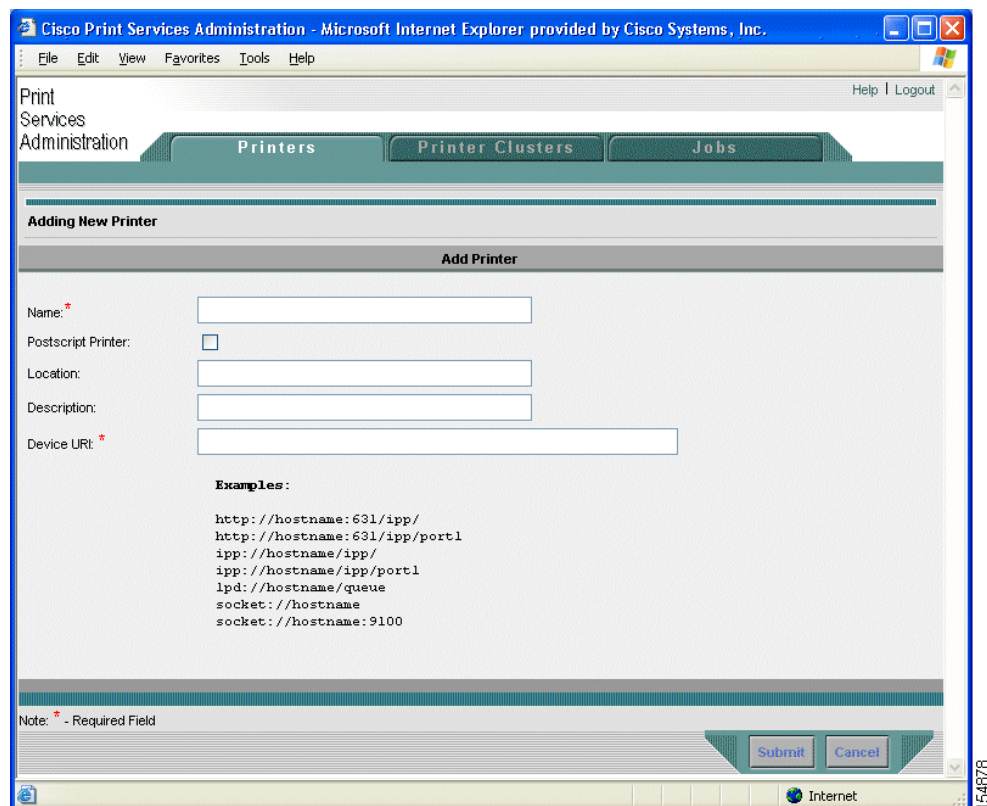 Cisco Print Services Administration - Microsoft Internet Explorer provided by Cisco Systems, Inc.
File Edit View Favorites Tools Help
Help | Logout
Print
Services
Administration
Printers Printer Clusters Jobs
Adding New Printer
Add Printer
Name:*
Postscript Printer:
Location:
Description:
Device URI: *
Examples:
http://hostname:631/ipp/
http://hostname:631/ipp/port1
ipp://hostname/ipp/
ipp://hostname/ipp/port1
lpd://hostname/queue
socket://hostname
socket://hostname:9100
Note: * - Required Field
Submit Cancel
Internet
54878